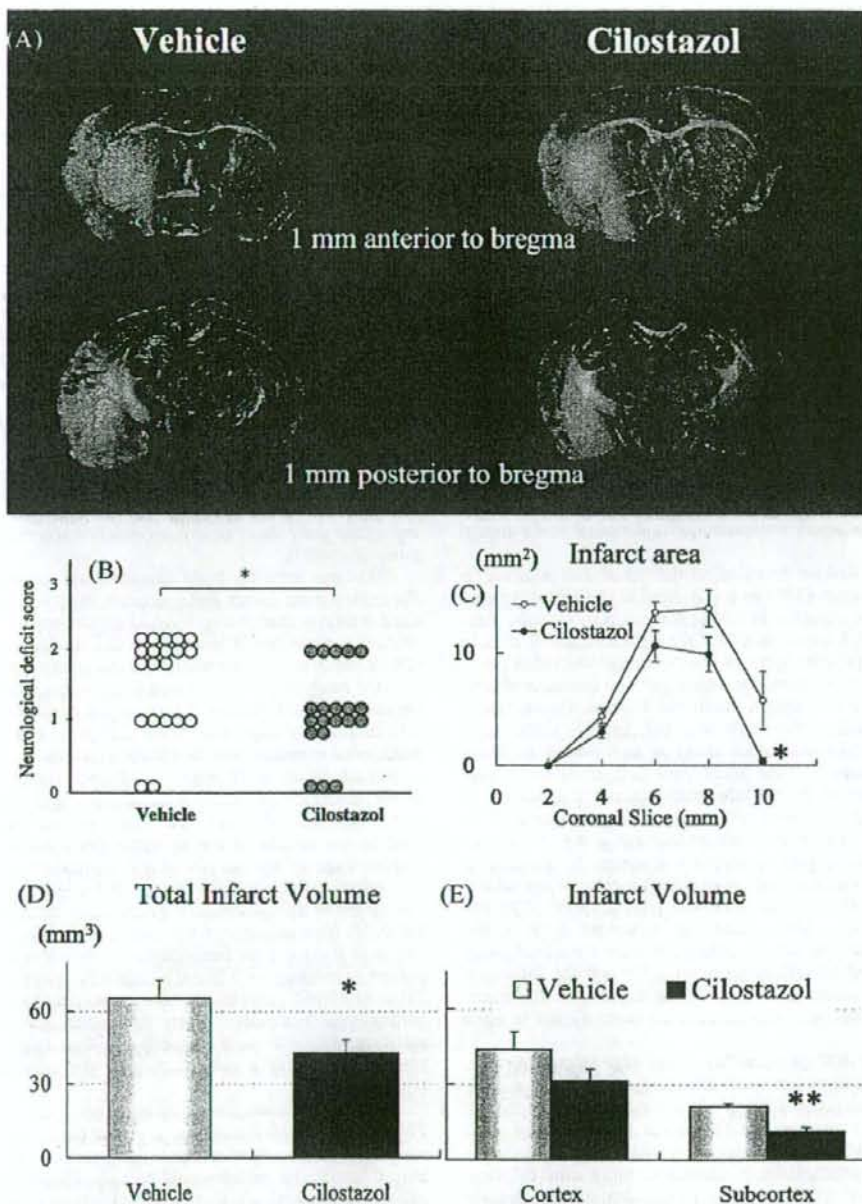 (A) Vehicle Cilostazol
1 mm anterior to bregma
1 mm posterior to bregma
(B)
*
Neurological deficit score
3
2
1
0
Vehicle Cilostazol
(mm²) Infarct area
(C)
Vehicle
Cilostazol
10
0
*
0 2 4 6 8 10
Coronal Slice (mm)
(D) Total Infarct Volume
(mm³)
60
30
0
*
Vehicle Cilostazol
(E) Infarct Volume
Vehicle Cilostazol
**
Cortex Subcortex